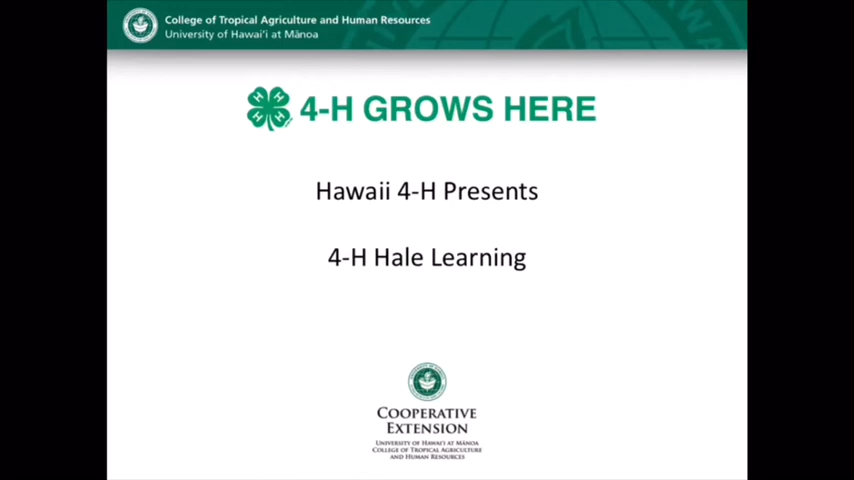 College of Tropical Agriculture and Human Resources
University of Hawai'i at Mānoa
4-H GROWS HERE
Hawaii 4-H Presents
4-H Hale Learning
COOPERATIVE
EXTENSION
UNIVERSITY OF HAWAI'I AT MĀNOA
COLLEGE OF TROPICAL AGRICULTURE
AND HUMAN RESOURCES